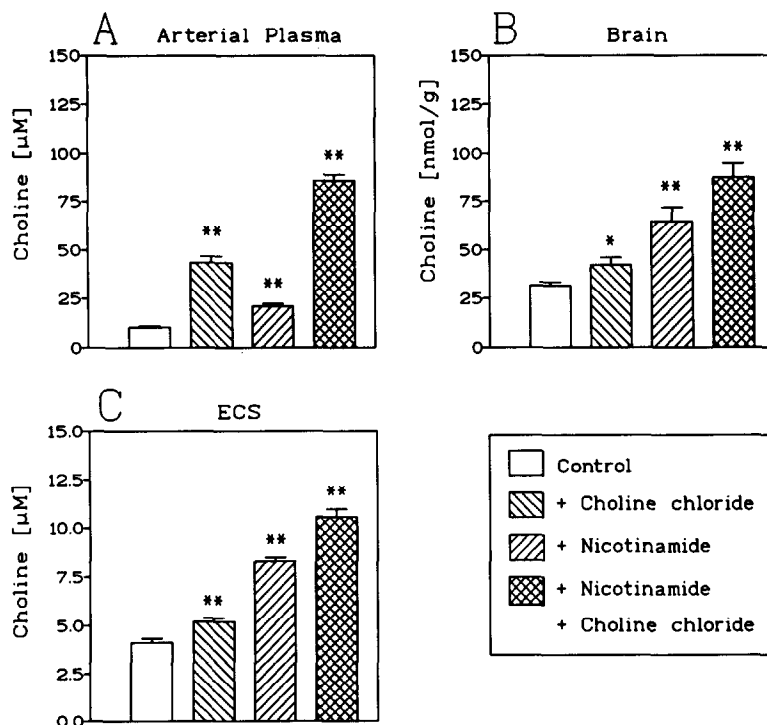 A Arterial Plasma
150
125
100
75
50
25
0
Choline [μM]
**
**
**
B Brain
150
125
100
75
50
25
0
Choline [nmol/g]
*
**
**
C ECS
15.0
12.5
10.0
7.5
5.0
2.5
0.0
Choline [μM]
**
**
**
Control
+ Choline chloride
+ Nicotinamide
+ Nicotinamide
+ Choline chloride